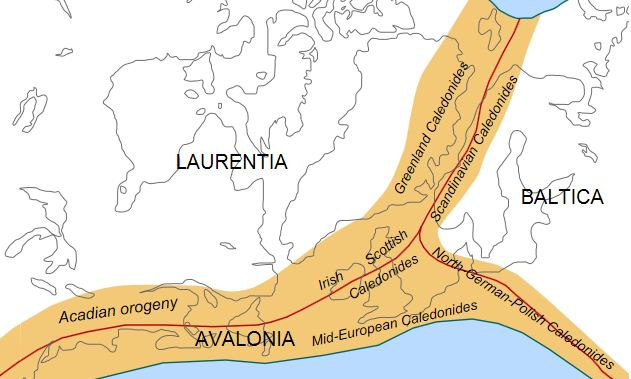 Greenland Caledonides
Scandinavian Caledonides
LAURENTIA
BALTICA
Irish
Scottish
Caledonides
North German-Polish Caledonides
Acadian orogeny
AVALONIA
Mid-European Caledonides